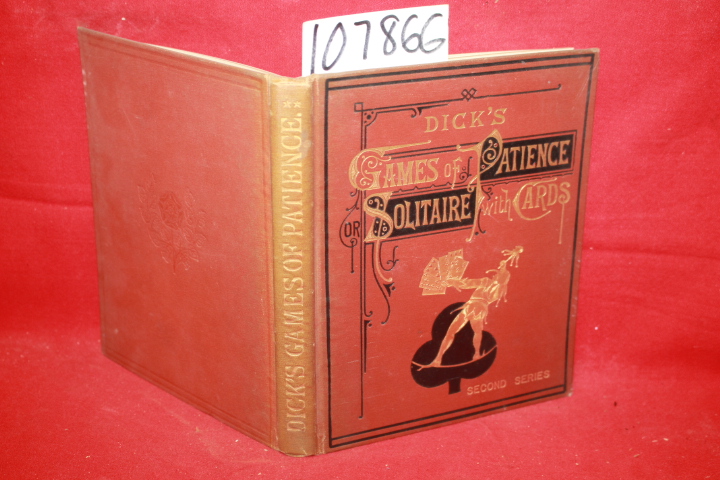 107866
DICK'S
GAMES OF PATIENCE
OR SOLITAIRE with CARDS
SECOND SERIES
DICK'S GAMES OF PATIENCE.**